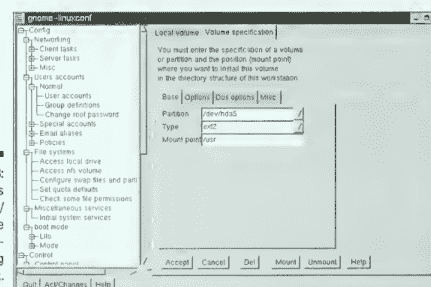 gnome-linuxconf
Config
Networking
Client tasks
Server tasks
Misc
Users accounts
Normal
User accounts
Group definitions
Change root password
Special accounts
Email aliases
Policies
File systems
Access local drive
Access nfs volume
Configure swap files and parti
Set quota defaults
Check some file permissions
Miscellaneous services
Initial system services
boot mode
Lilo
Mode
Control
Control panel
Quit Act/Changes Help
Local volume Volume specification
You must enter the specification of a volume
or partition and the position (mount point)
where you want to install this volume
in the directory structure of this workstation
Base Options Dos options Misc
Partition /dev/hda5
Type ext2
Mount point /usr
Accept Cancel Del Mount Unmount Help